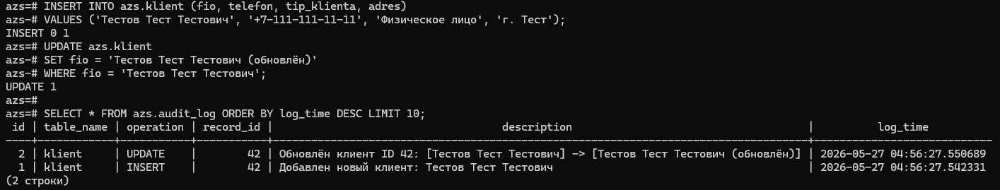 azs=# INSERT INTO azs.klient (fio, telefon, tip_klienta, adres)
azs-# VALUES ('Тестов Тест Тестович', '+7-111-111-11-11', 'Физическое лицо', 'г. Тест');
INSERT 0 1
azs=# UPDATE azs.klient
azs-# SET fio = 'Тестов Тест Тестович (обновлён)'
azs-# WHERE fio = 'Тестов Тест Тестович';
UPDATE 1
azs=#
azs=# SELECT * FROM azs.audit_log ORDER BY log_time DESC LIMIT 10;
 id | table_name | operation | record_id |                                   description                                   |          log_time
----+------------+-----------+-----------+---------------------------------------------------------------------------------+----------------------------
  2 | klient     | UPDATE    |        42 | Обновлён клиент ID 42: [Тестов Тест Тестович] -> [Тестов Тест Тестович (обновлён)] | 2026-05-27 04:56:27.550689
  1 | klient     | INSERT    |        42 | Добавлен новый клиент: Тестов Тест Тестович                                     | 2026-05-27 04:56:27.542331
(2 строки)